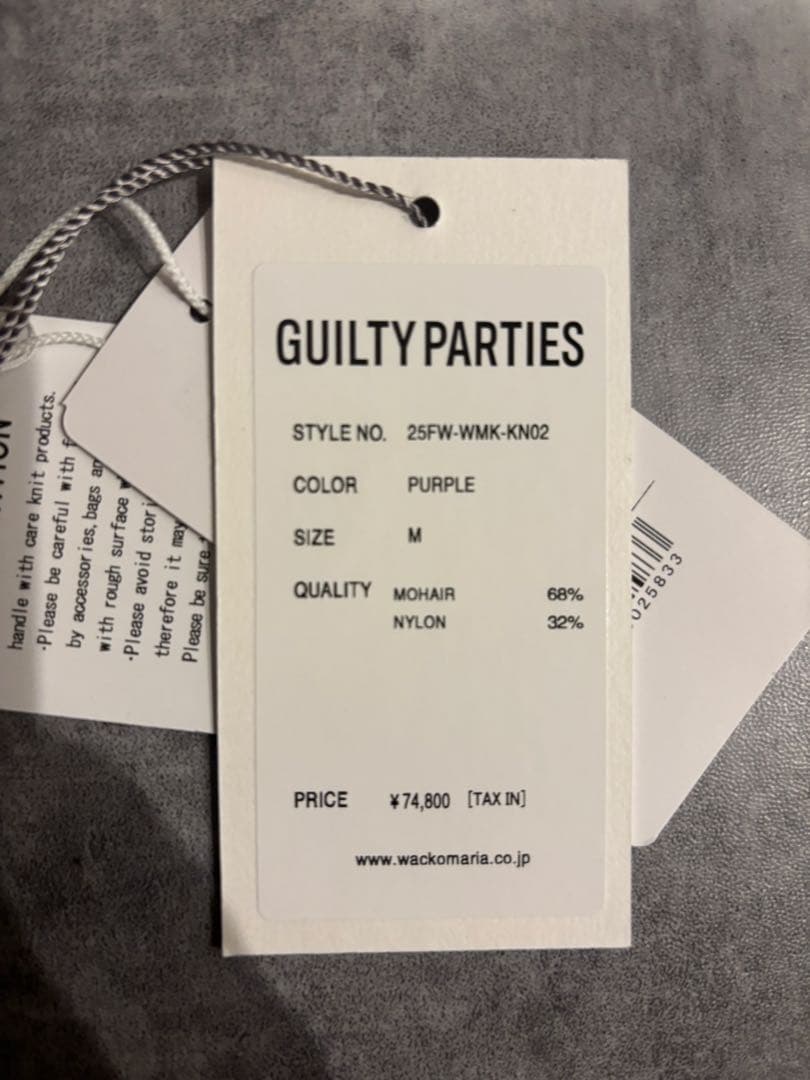 GUILTY PARTIES
STYLE NO. 25FW-WMK-KN02
COLOR PURPLE
SIZE M
QUALITY MOHAIR 68%
NYLON 32%
PRICE ¥74,800 [TAX IN]
www.wackomaria.co.jp
handle with care knit products.
·Please be careful with
by accessories, bags
with rough surface
·Please avoid
therefore it may
Please be sure
025833